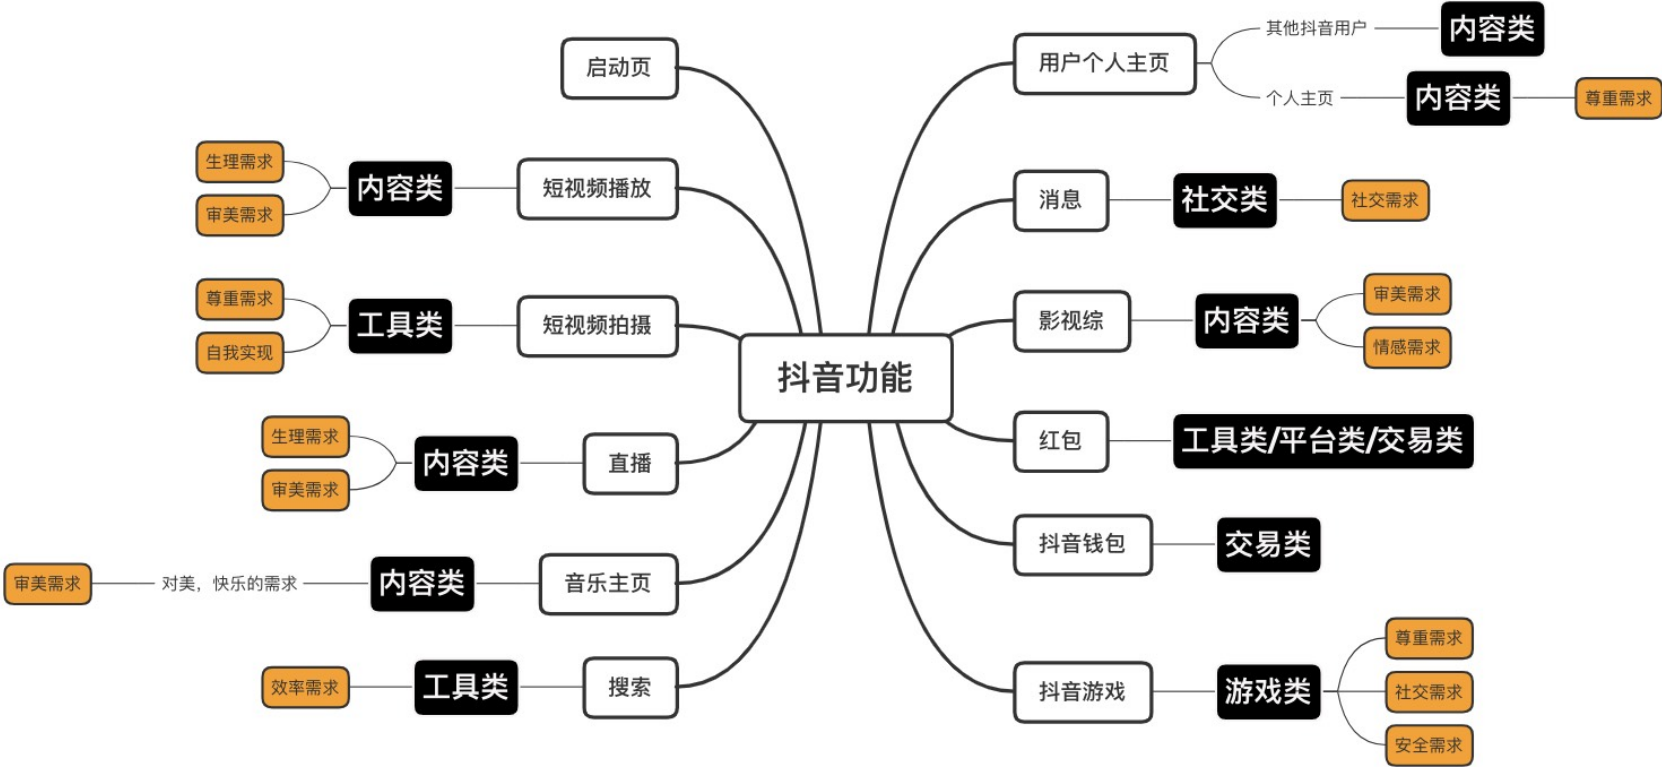 抖音功能
启动页
短视频播放
内容类
生理需求
审美需求
短视频拍摄
工具类
尊重需求
自我实现
直播
内容类
生理需求
审美需求
音乐主页
内容类
对美，快乐的需求
审美需求
搜索
工具类
效率需求
用户个人主页
其他抖音用户
内容类
个人主页
内容类
尊重需求
消息
社交类
社交需求
影视综
内容类
审美需求
情感需求
红包
工具类/平台类/交易类
抖音钱包
交易类
抖音游戏
游戏类
尊重需求
社交需求
安全需求